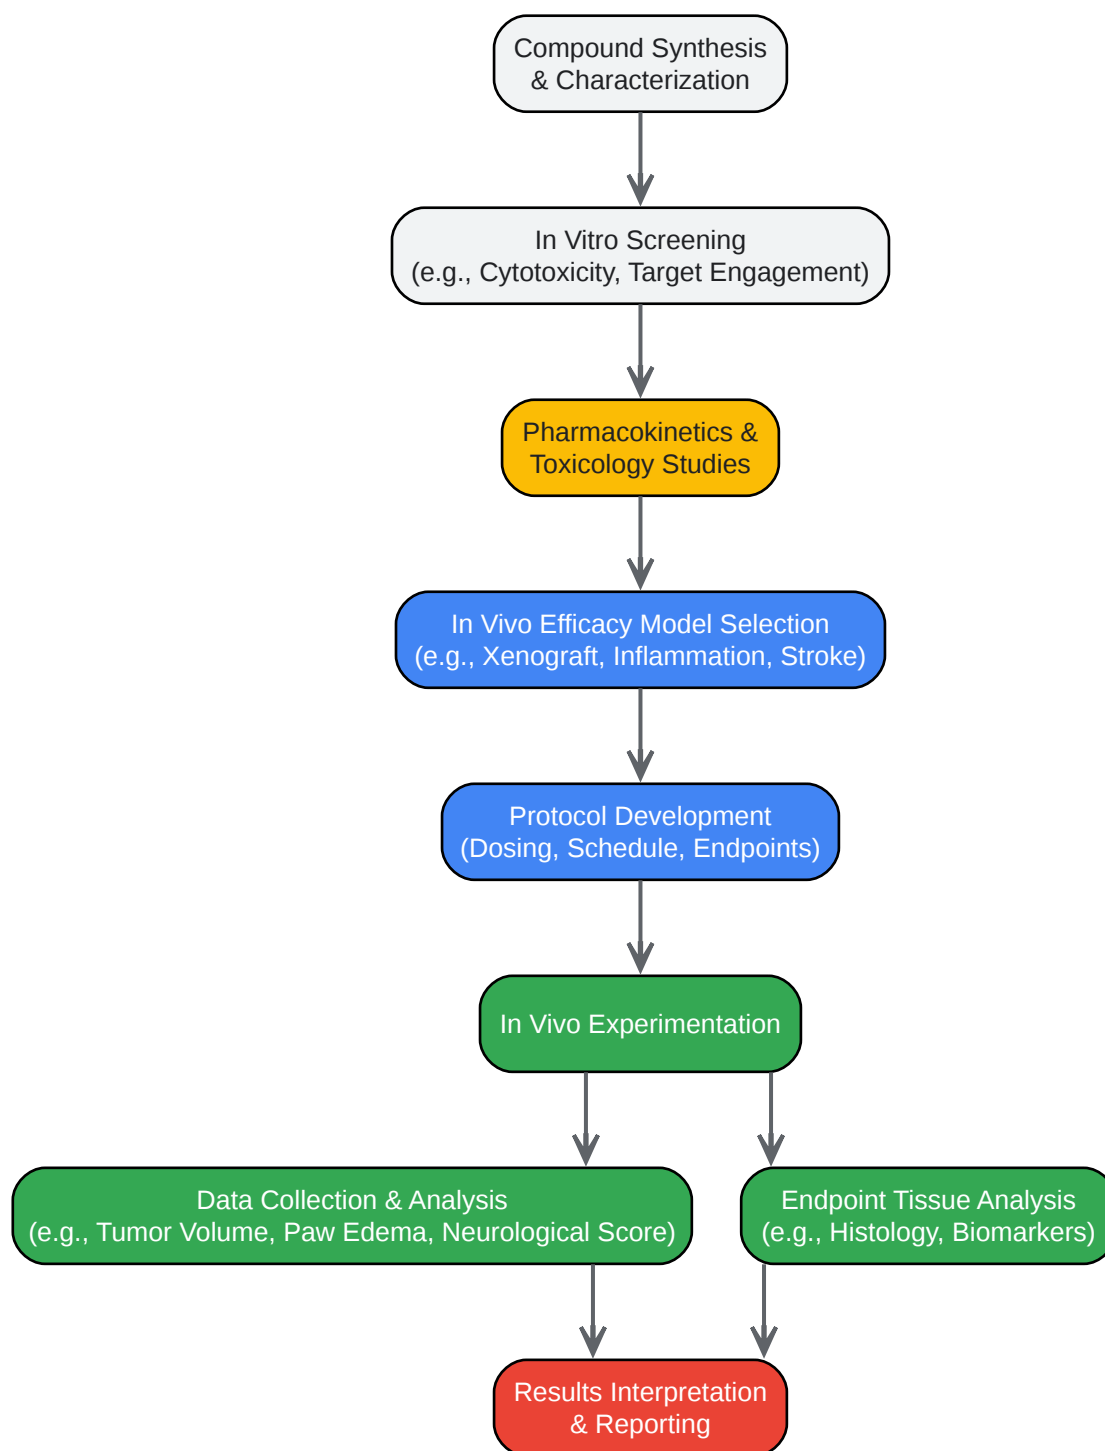 Compound Synthesis
& Characterization
In Vitro Screening
(e.g., Cytotoxicity, Target Engagement)
Pharmacokinetics &
Toxicology Studies
In Vivo Efficacy Model Selection
(e.g., Xenograft, Inflammation, Stroke)
Protocol Development
(Dosing, Schedule, Endpoints)
In Vivo Experimentation
Data Collection & Analysis
(e.g., Tumor Volume, Paw Edema, Neurological Score)
Endpoint Tissue Analysis
(e.g., Histology, Biomarkers)
Results Interpretation
& Reporting